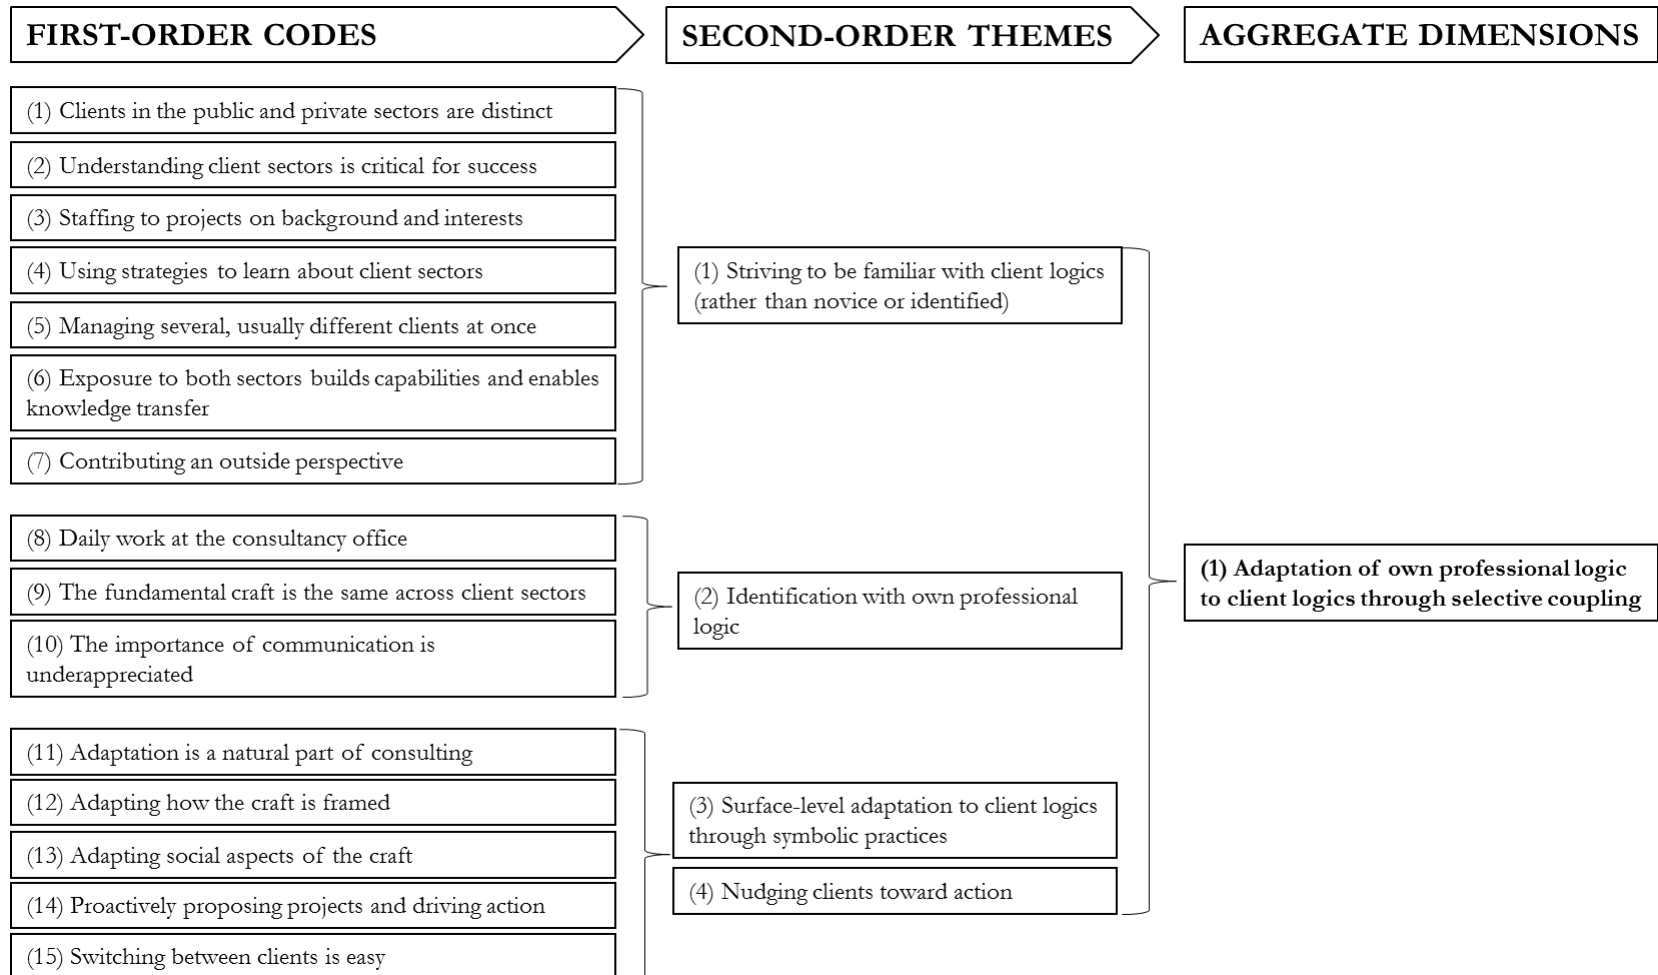 FIRST-ORDER CODES
SECOND-ORDER THEMES
AGGREGATE DIMENSIONS
(1) Clients in the public and private sectors are distinct
(2) Understanding client sectors is critical for success
(3) Staffing to projects on background and interests
(4) Using strategies to learn about client sectors
(5) Managing several, usually different clients at once
(6) Exposure to both sectors builds capabilities and enables
knowledge transfer
(7) Contributing an outside perspective
(1) Striving to be familiar with client logics
(rather than novice or identified)
(8) Daily work at the consultancy office
(9) The fundamental craft is the same across client sectors
(10) The importance of communication is
underappreciated
(2) Identification with own professional
logic
(11) Adaptation is a natural part of consulting
(12) Adapting how the craft is framed
(13) Adapting social aspects of the craft
(14) Proactively proposing projects and driving action
(15) Switching between clients is easy
(3) Surface-level adaptation to client logics
through symbolic practices
(4) Nudging clients toward action
(1) Adaptation of own professional logic
to client logics through selective coupling